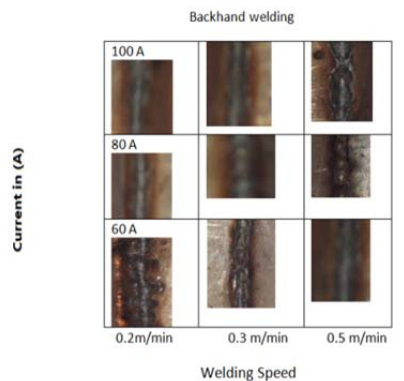 Backhand welding
100 A
80 A
60 A
Current in (A)
0.2m/min
0.3 m/min
0.5 m/min
Welding Speed